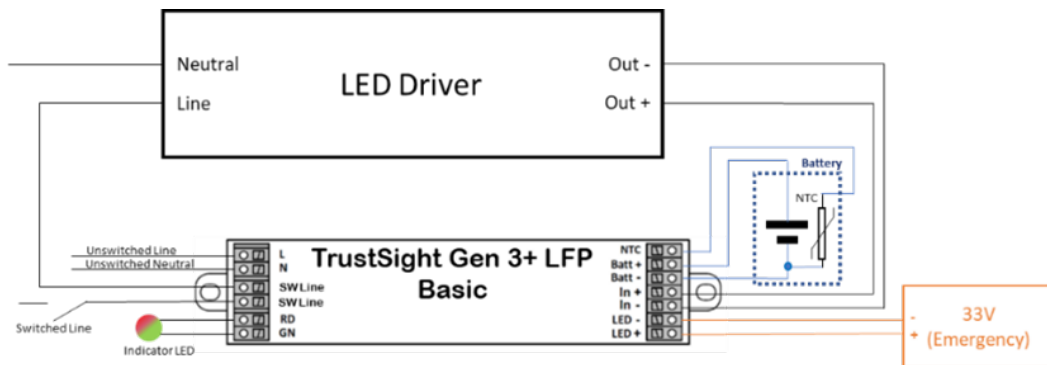 Neutral
Line
LED Driver
Out -
Out +
Battery
NTC
Unswitched Line
Unswitched Neutral
Switched Line
Indicator LED
L
N
SW Line
SW Line
RD
GN
TrustSight Gen 3+ LFP
Basic
NTC
Batt +
Batt -
In +
In -
LED -
LED +
-
+
33V
(Emergency)